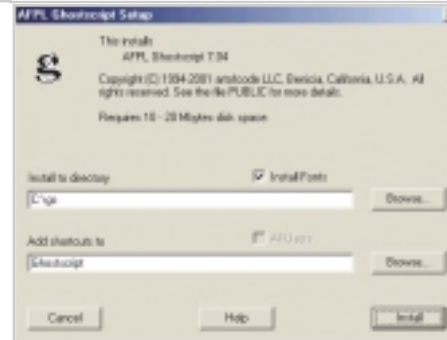 AFPL Ghostscript Setup
This installs
AFPL Ghostscript 7.04
Copyright (C) 1994-2001 artofcode LLC, Benicia, California, U.S.A. All
rights reserved. See the file PUBLIC for more details.
Requires 10 - 20 Mbytes disk space.
Install to directory
Install Fonts
C:\gs
Browse...
Add shortcuts to
All Users
Ghostscript
Browse...
Cancel
Help
Install